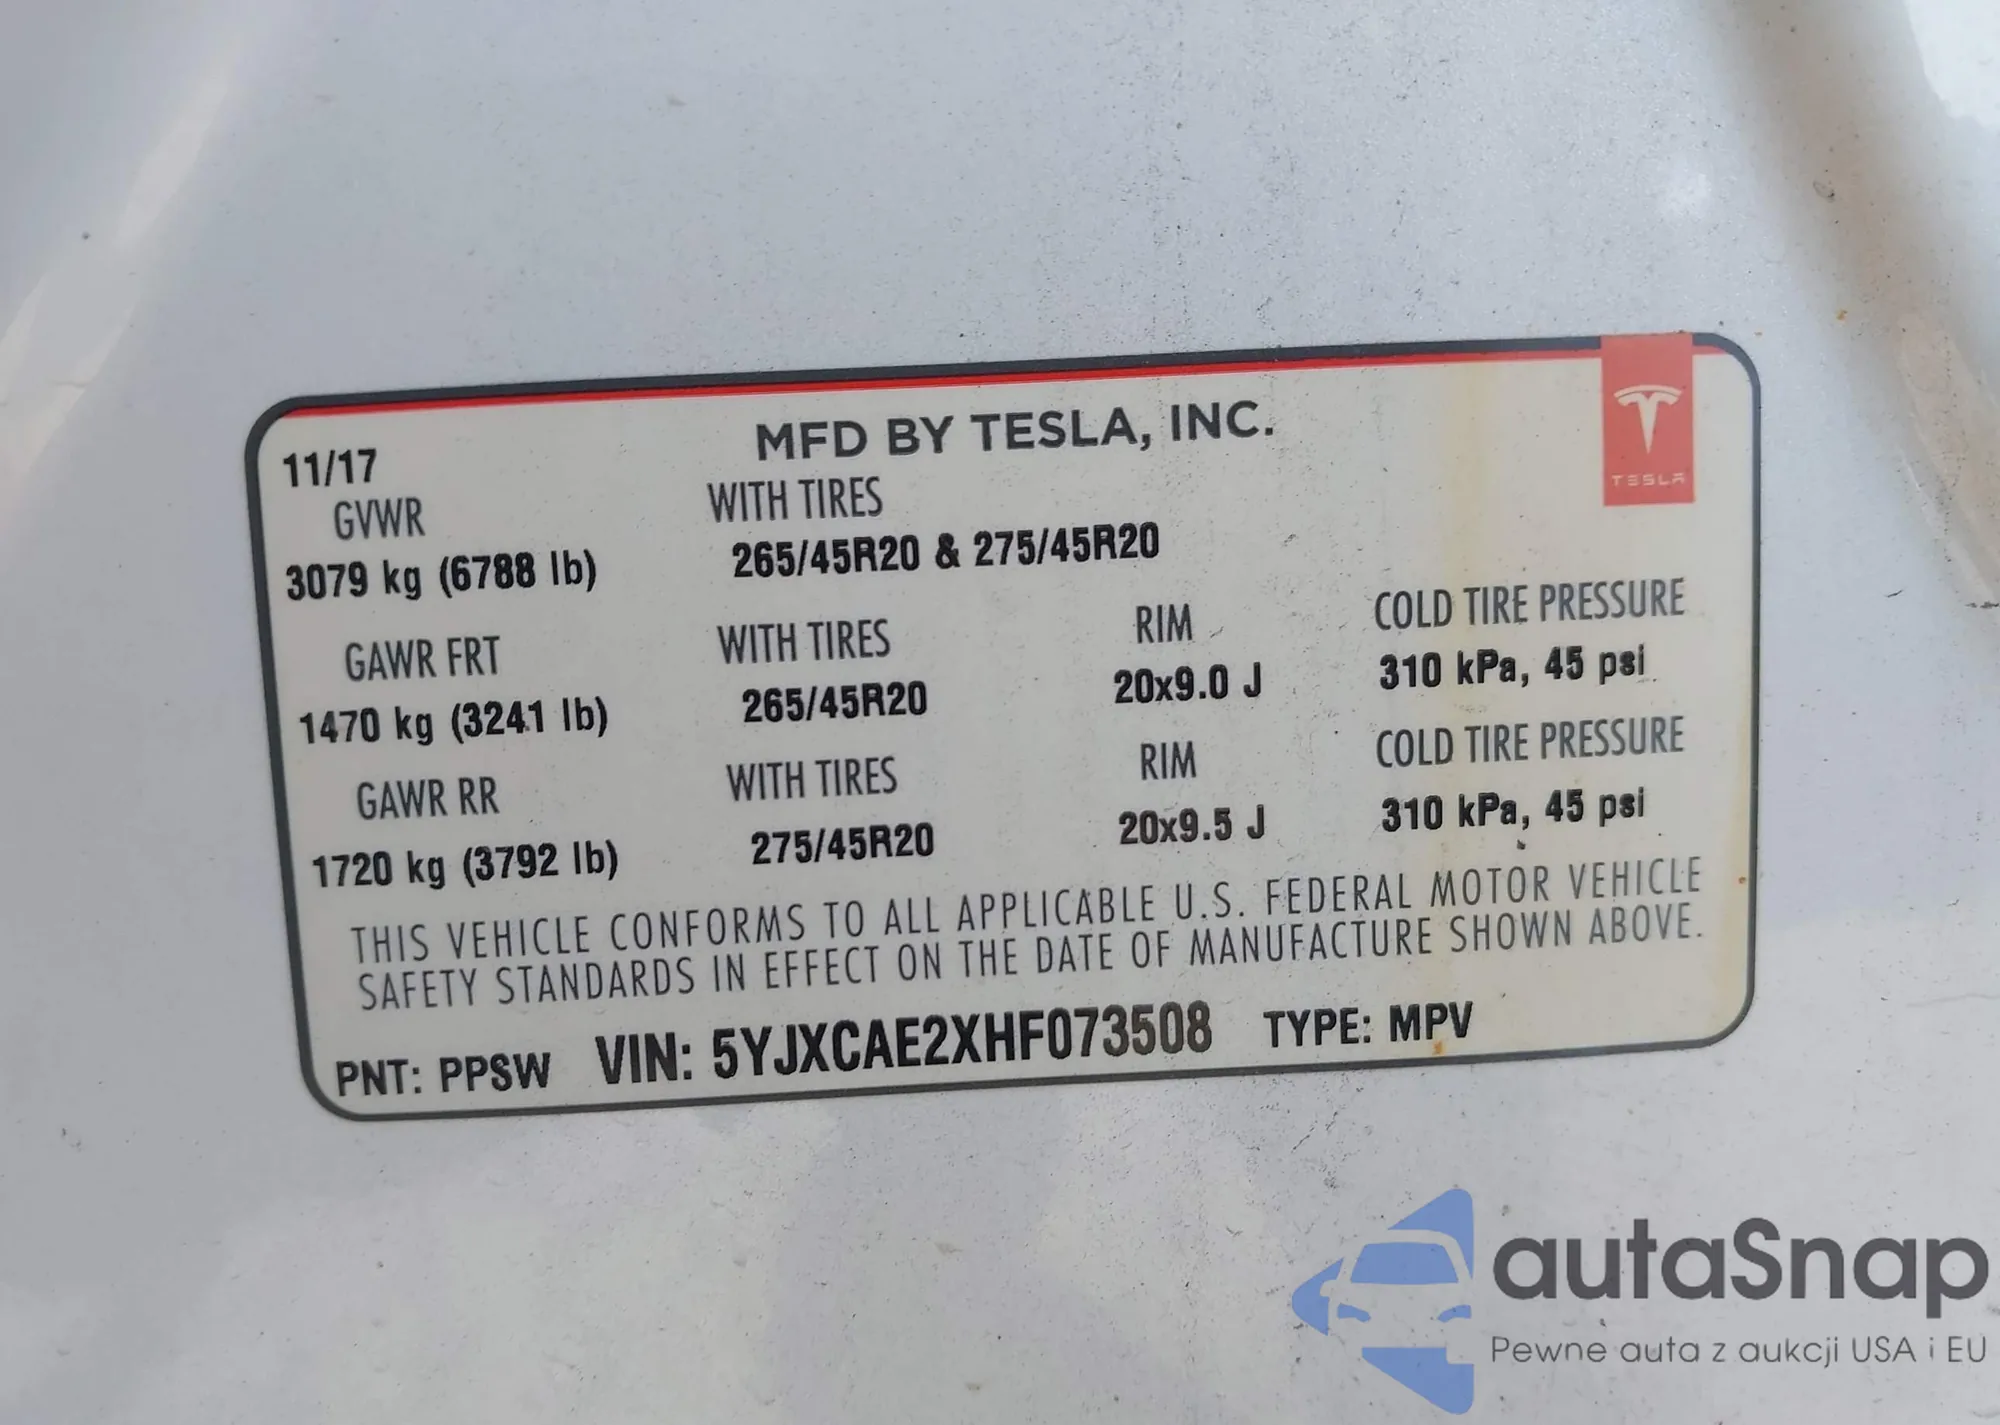 MFD BY TESLA, INC.
TESLA
11/17
GVWR WITH TIRES
3079 kg (6788 lb) 265/45R20 & 275/45R20
GAWR FRT WITH TIRES RIM COLD TIRE PRESSURE
1470 kg (3241 lb) 265/45R20 20x9.0 J 310 kPa, 45 psi
GAWR RR WITH TIRES RIM COLD TIRE PRESSURE
1720 kg (3792 lb) 275/45R20 20x9.5 J 310 kPa, 45 psi
THIS VEHICLE CONFORMS TO ALL APPLICABLE U.S. FEDERAL MOTOR VEHICLE
SAFETY STANDARDS IN EFFECT ON THE DATE OF MANUFACTURE SHOWN ABOVE.
PNT: PPSW VIN: 5YJXCAE2XHF073508 TYPE: MPV
autaSnap
Pewne auta z aukcji USA i EU